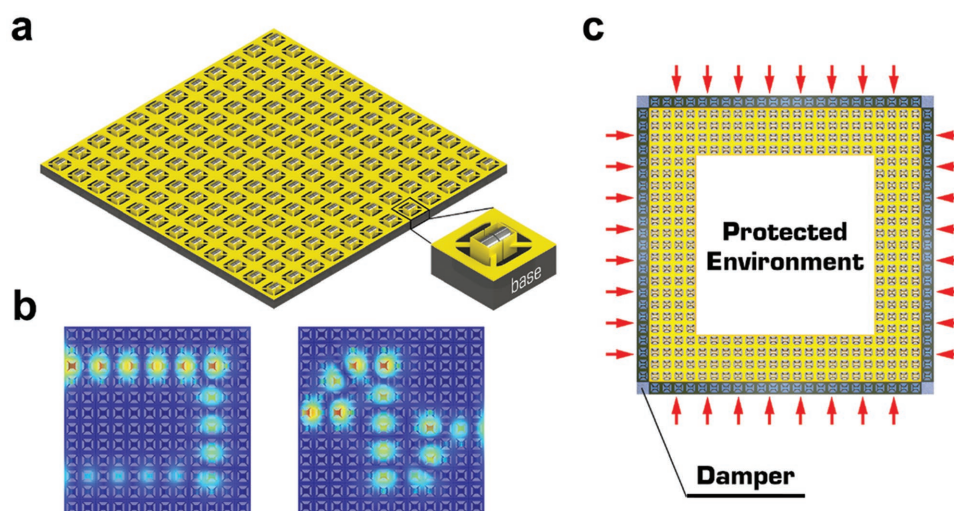 a
base
b
c
Protected
Environment
Damper